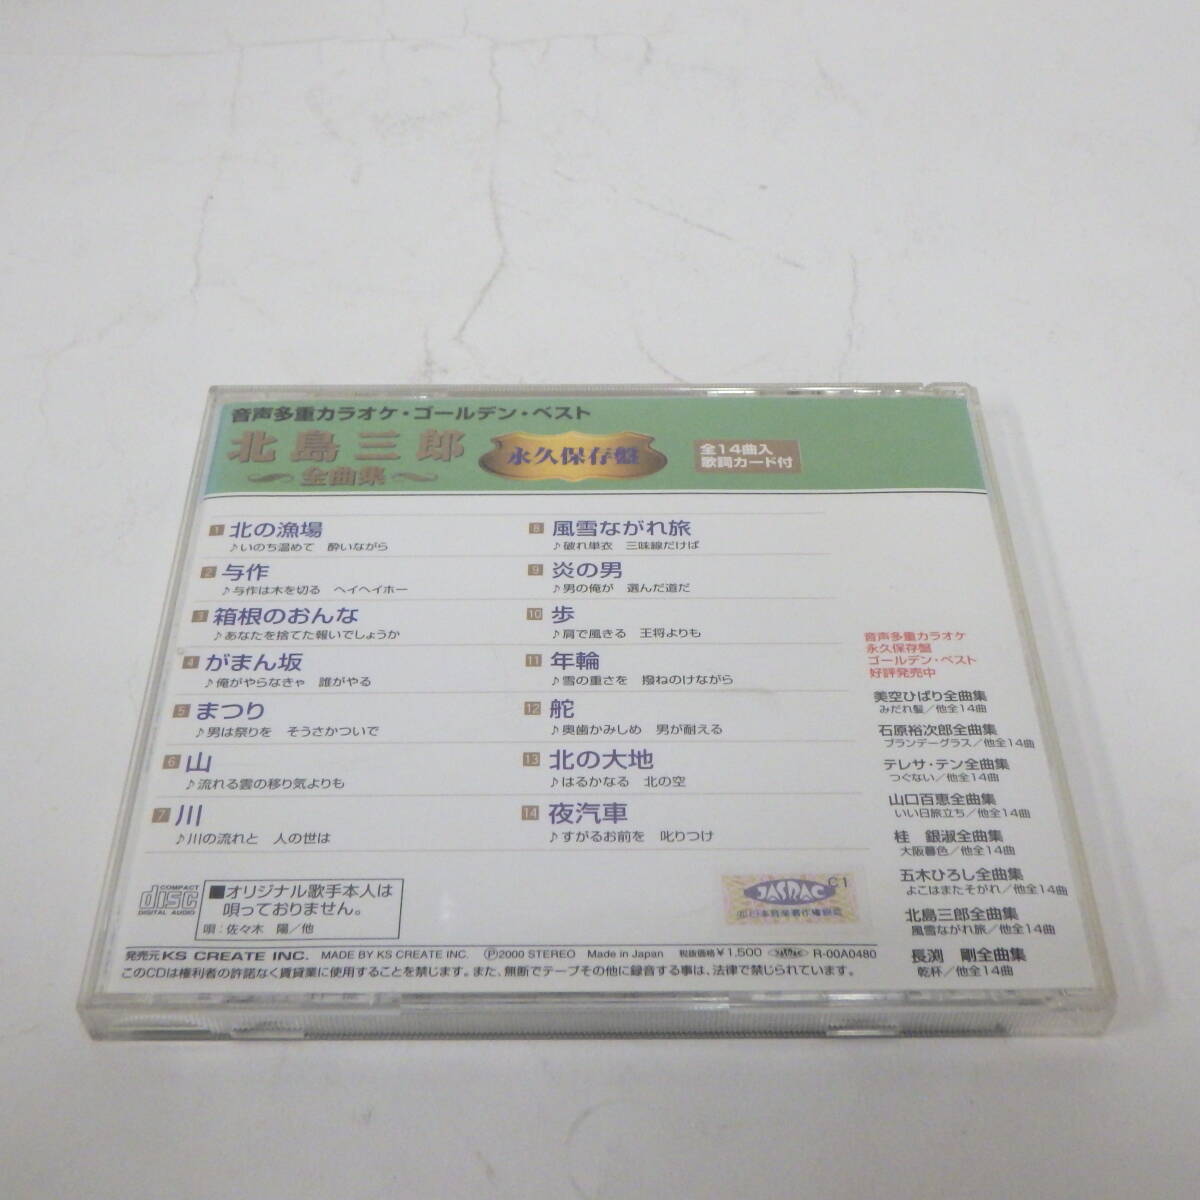 音声多重カラオケ・ゴールデン・ベスト
北島三郎
全曲集
永久保存盤
全14曲入
歌詞カード付
1 北の漁場
♪いのち温めて 酔いながら
2 与作
♪与作は木を切る ヘイヘイホー
3 箱根のおんな
♪あなたを捨てた報いでしょうか
4 がまん坂
♪俺がやらなきゃ 誰がやる
5 まつり
♪男は祭りを そうさかついで
6 山
♪流れる雲の移り気よりも
7 川
♪川の流れと 人の世は
8 風雪ながれ旅
♪破れ単衣 三味線だけば
9 炎の男
♪男の俺が 選んだ道だ
10 歩
♪肩で風きる 王将よりも
11 年輪
♪雪の重さを 撥ねのけながら
12 舵
♪奥歯かみしめ 男が耐える
13 北の大地
♪はるかなる 北の空
14 夜汽車
♪すがるお前を 叱りつけ
音声多重カラオケ
永久保存盤
ゴールデン・ベスト
好評発売中
美空ひばり全曲集
みだれ髪／他全14曲
石原裕次郎全曲集
ブランデーグラス／他全14曲
テレサ・テン全曲集
つぐない／他全14曲
山口百恵全曲集
いい日旅立ち／他全14曲
桂 銀淑全曲集
大阪暮色／他全14曲
五木ひろし全曲集
よこはまたそがれ／他全14曲
北島三郎全曲集
風雪ながれ旅／他全14曲
長渕 剛全曲集
乾杯／他全14曲
COMPACT
disc
DIGITAL AUDIO
■オリジナル歌手本人は
唄っておりません。
唄：佐々木 陽／他
JASRAC
C1
発売元 KS CREATE INC. MADE BY KS CREATE INC. Ⓟ2000 STEREO Made in Japan 税抜価格￥1,500 JASRAC R-00A0480
このCDは権利者の許諾なく賃貸業に使用することを禁じます。また、無断でテープその他に録音する事は、法律で禁じられています。